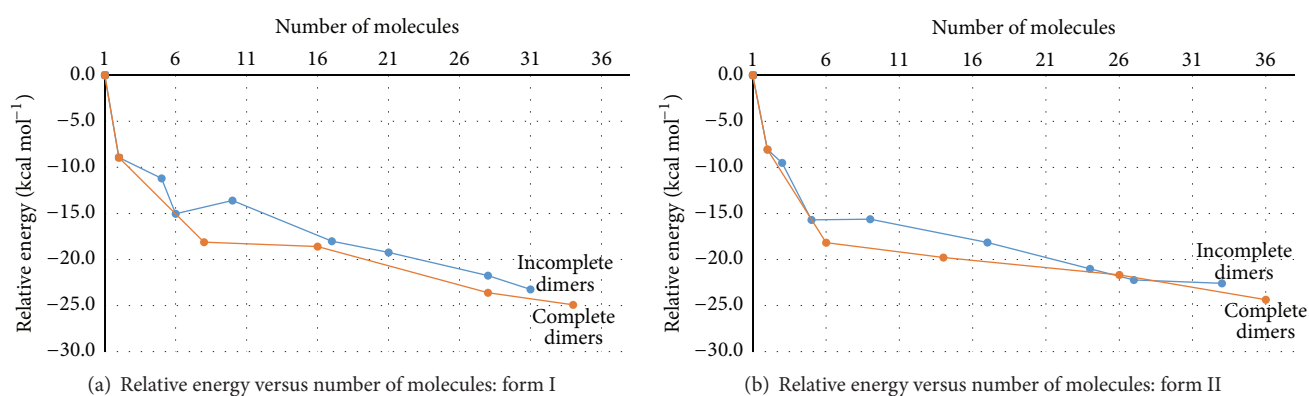 Number of molecules
1 6 11 16 21 26 31 36
0.0
−5.0
−10.0
−15.0
−20.0
−25.0
−30.0
Relative energy (kcal mol⁻¹)
Incomplete
dimers
Complete
dimers
(a) Relative energy versus number of molecules: form I
Number of molecules
1 6 11 16 21 26 31 36
0.0
−5.0
−10.0
−15.0
−20.0
−25.0
−30.0
Relative energy (kcal mol⁻¹)
Incomplete
dimers
Complete
dimers
(b) Relative energy versus number of molecules: form II